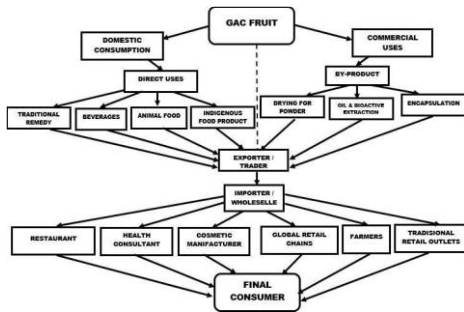 GAC FRUIT
DOMESTIC
CONSUMPTION
COMMERCIAL
USES
DIRECT USES
BY-PRODUCT
TRADITIONAL
REMEDY
BEVERAGES
ANIMAL FOOD
INDIGENOUS
FOOD PRODUCT
DRYING FOR
POWDER
OIL & BIOACTIVE
EXTRACTION
ENCAPSULATION
EXPORTER /
TRADER
IMPORTER /
WHOLESELLE
RESTAURANT
HEALTH
CONSULTANT
COSMETIC
MANIFACTURER
GLOBAL RETAIL
CHAINS
FARMERS
TRADISIONAL
RETAIL OUTLETS
FINAL
CONSUMER